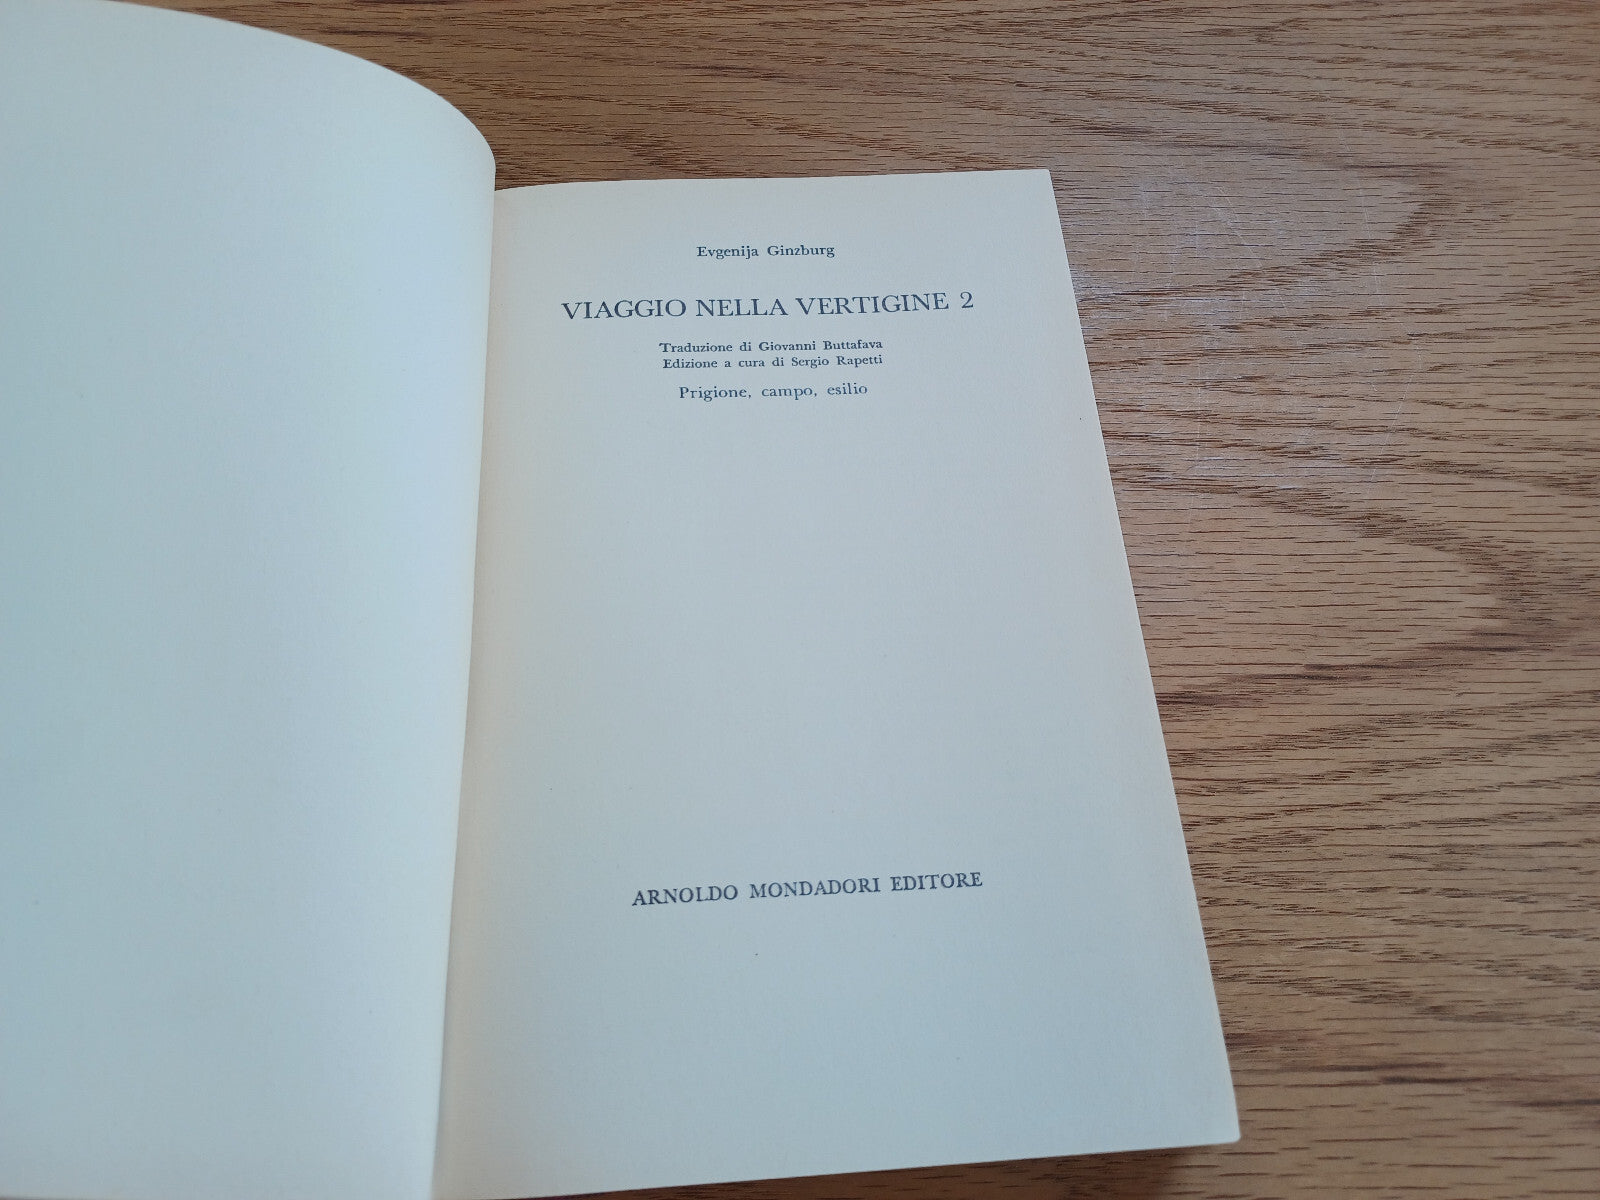 Evgenija Ginzburg
VIAGGIO NELLA VERTIGINE 2
Traduzione di Giovanni Buttafava
Edizione a cura di Sergio Rapetti
Prigione, campo, esilio
ARNOLDO MONDADORI EDITORE